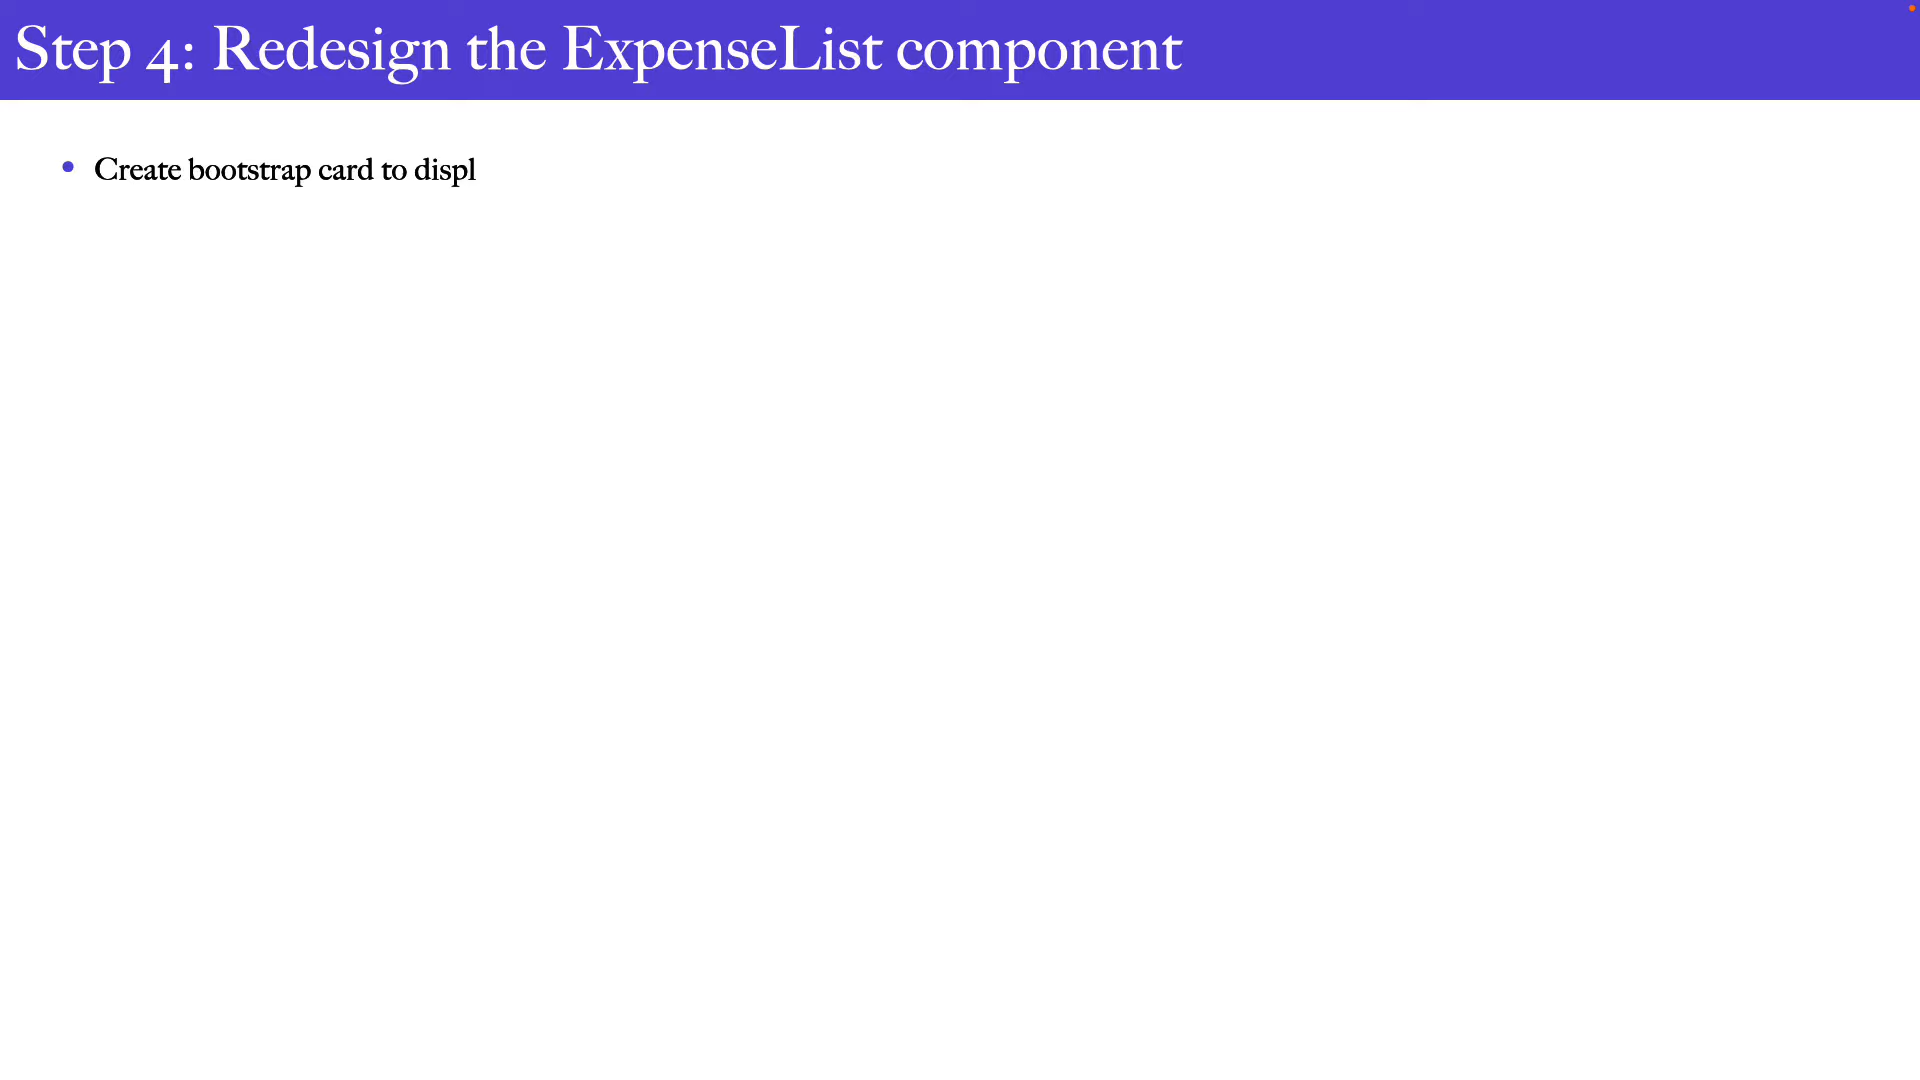 Step 4: Redesign the ExpenseList component
Create bootstrap card to displ